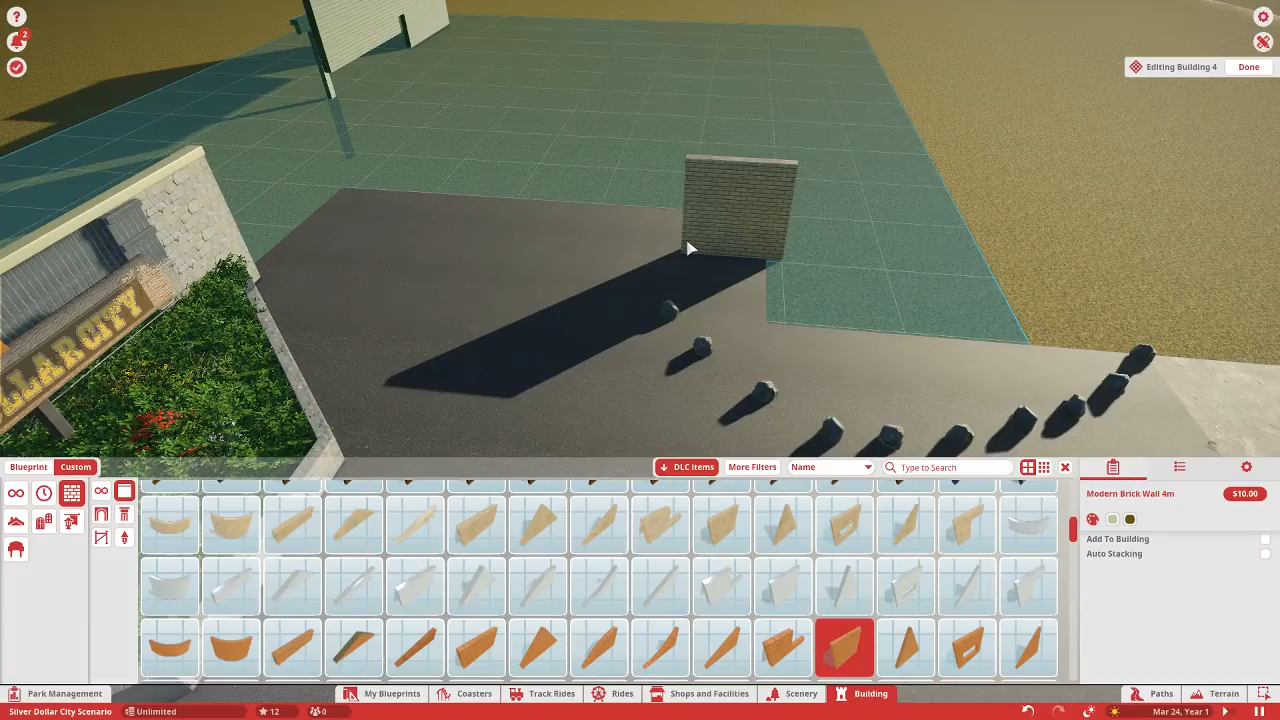 ?
2
Editing Building 4
Done
LLAR CITY
Blueprint
Custom
DLC Items
More Filters
Name
Type to Search
Modern Brick Wall 4m
$10.00
Add To Building
Auto Stacking
Park Management
My Blueprints
Coasters
Track Rides
Rides
Shops and Facilities
Scenery
Building
Paths
Terrain
Silver Dollar City Scenario
Unlimited
12
0
Mar 24, Year 1